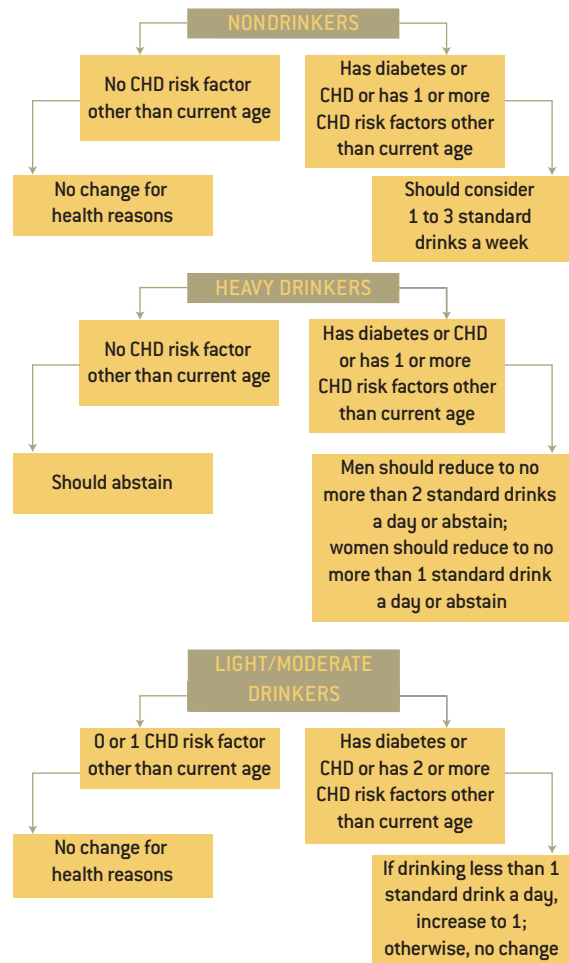 NONDRINKERS
No CHD risk factor
other than current age
Has diabetes or
CHD or has 1 or more
CHD risk factors other
than current age
No change for
health reasons
Should consider
1 to 3 standard
drinks a week
HEAVY DRINKERS
No CHD risk factor
other than current age
Has diabetes or CHD
or has 1 or more
CHD risk factors other
than current age
Should abstain
Men should reduce to no
more than 2 standard drinks
a day or abstain;
women should reduce to no
more than 1 standard drink
a day or abstain
LIGHT/MODERATE
DRINKERS
0 or 1 CHD risk factor
other than current age
Has diabetes or
CHD or has 2 or more
CHD risk factors other
than current age
No change for
health reasons
If drinking less than 1
standard drink a day,
increase to 1;
otherwise, no change